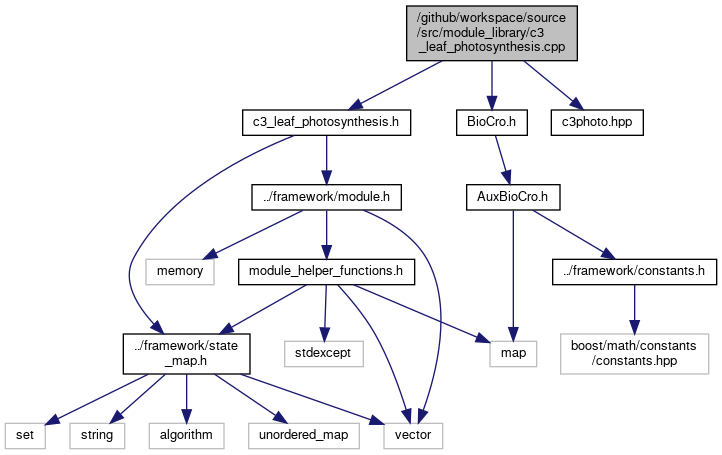 /github/workspace/source
/src/module_library/c3
_leaf_photosynthesis.cpp
c3_leaf_photosynthesis.h
BioCro.h
c3photo.hpp
../framework/module.h
AuxBioCro.h
memory
module_helper_functions.h
../framework/constants.h
../framework/state
_map.h
stdexcept
map
boost/math/constants
/constants.hpp
set
string
algorithm
unordered_map
vector